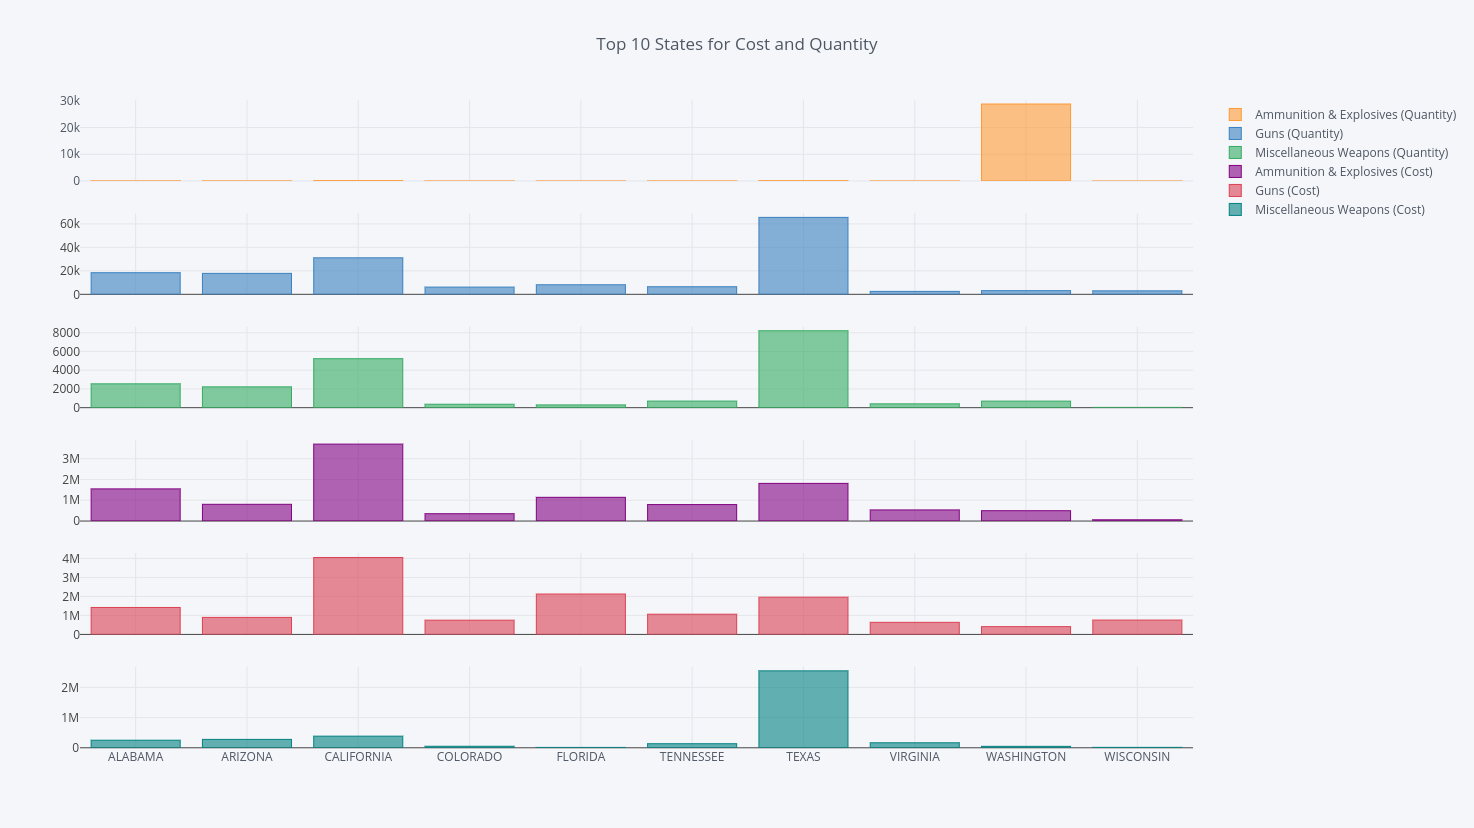 Top 10 States for Cost and Quantity
30k
20k
10k
0
60k
40k
20k
0
8000
6000
4000
2000
0
3M
2M
1M
0
4M
3M
2M
1M
0
2M
1M
0
ALABAMA ARIZONA CALIFORNIA COLORADO FLORIDA TENNESSEE TEXAS VIRGINIA WASHINGTON WISCONSIN
Ammunition & Explosives (Quantity)
Guns (Quantity)
Miscellaneous Weapons (Quantity)
Ammunition & Explosives (Cost)
Guns (Cost)
Miscellaneous Weapons (Cost)